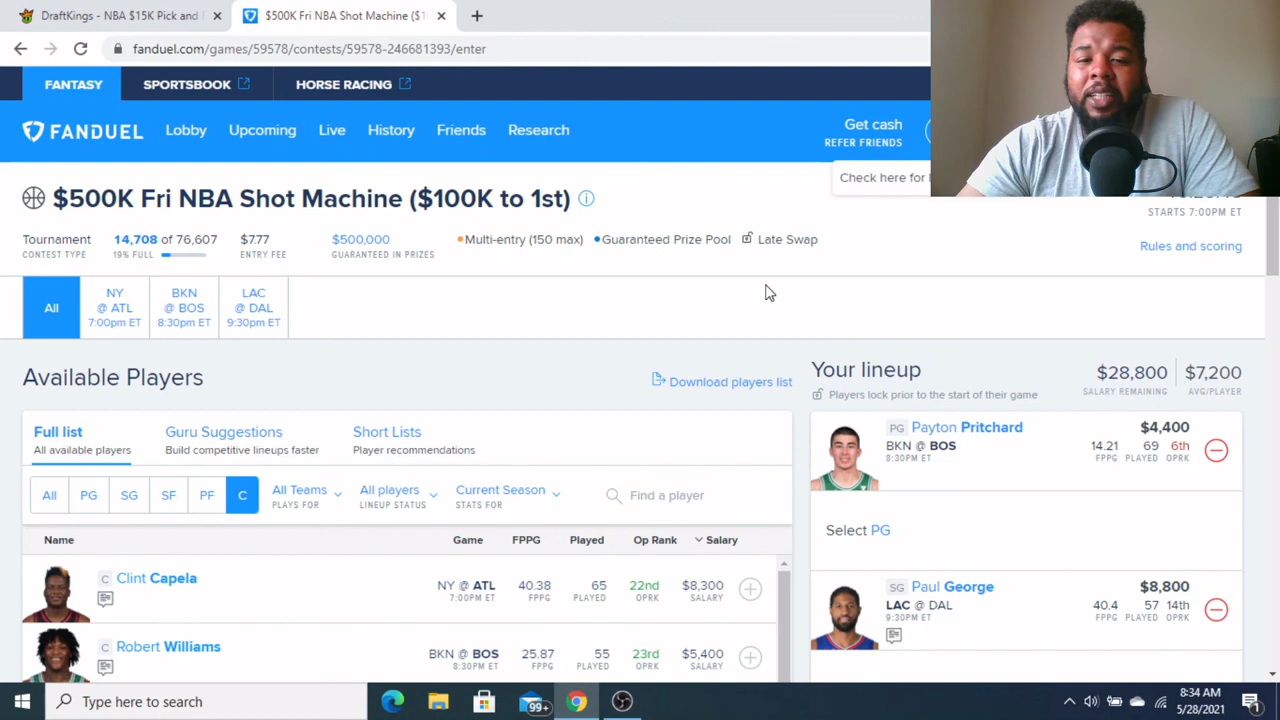 DraftKings - NBA $15K Pick and
$500K Fri NBA Shot Machine ($1
fanduel.com/games/59578/contests/59578-246681393/enter
FANTASY
SPORTSBOOK
HORSE RACING
FANDUEL
Lobby
Upcoming
Live
History
Friends
Research
Get cash
REFER FRIENDS
Check here for
$500K Fri NBA Shot Machine ($100K to 1st)
STARTS 7:00PM ET
Tournament
CONTEST TYPE
14,708 of 76,607
19% FULL
$7.77
ENTRY FEE
$500,000
GUARANTEED IN PRIZES
Multi-entry (150 max)
Guaranteed Prize Pool
Late Swap
Rules and scoring
All
NY
@ ATL
7:00pm ET
BKN
@ BOS
8:30pm ET
LAC
@ DAL
9:30pm ET
Available Players
Download players list
Full list
All available players
Guru Suggestions
Build competitive lineups faster
Short Lists
Player recommendations
All
PG
SG
SF
PF
C
All Teams
PLAYS FOR
All players
LINEUP STATUS
Current Season
STATS FOR
Find a player
Name Game FPPG Played Op Rank Salary
C Clint Capela
NY @ ATL
7:00PM ET
40.38
FPPG
65
PLAYED
22nd
OPRK
$8,300
SALARY
C Robert Williams
BKN @ BOS
8:30PM ET
25.87
FPPG
55
PLAYED
23rd
OPRK
$5,400
SALARY
Your lineup
Players lock prior to the start of their game
$28,800
SALARY REMAINING
$7,200
AVG/PLAYER
PG Payton Pritchard
BKN @ BOS
8:30PM ET
$4,400
14.21 69 6th
FPPG PLAYED OPRK
Select PG
SG Paul George
LAC @ DAL
9:30PM ET
$8,800
40.4 57 14th
FPPG PLAYED OPRK
Type here to search
99+
8:34 AM
5/28/2021
1